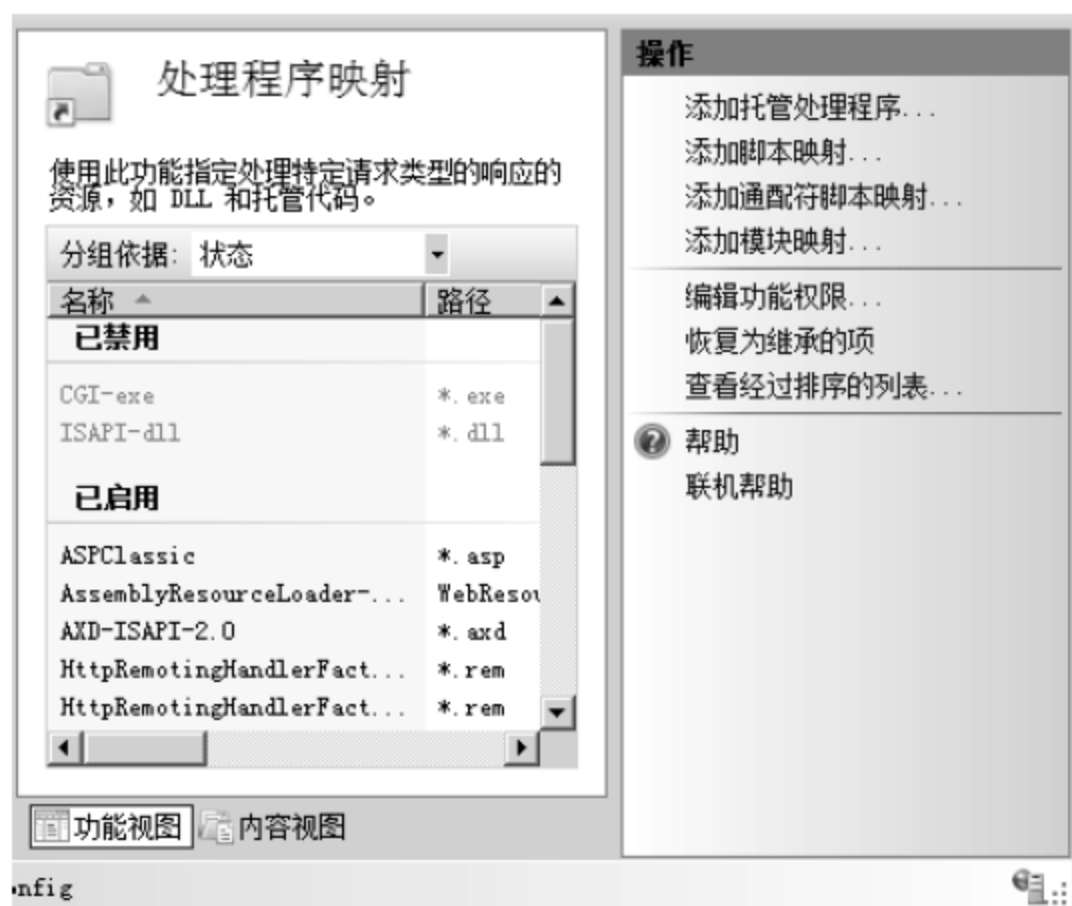 处理程序映射
使用此功能指定处理特定请求类型的响应的
资源，如 DLL 和托管代码。
分组依据: 状态
名称 路径
已禁用
CGI-exe *.exe
ISAPI-dll *.dll
已启用
ASPClassic *.asp
AssemblyResourceLoader-... WebResou
AXD-ISAPI-2.0 *.axd
HttpRemotingHandlerFact... *.rem
HttpRemotingHandlerFact... *.rem
功能视图 内容视图
操作
添加托管处理程序...
添加脚本映射...
添加通配符脚本映射...
添加模块映射...
编辑功能权限...
恢复为继承的项
查看经过排序的列表...
帮助
联机帮助
nfig